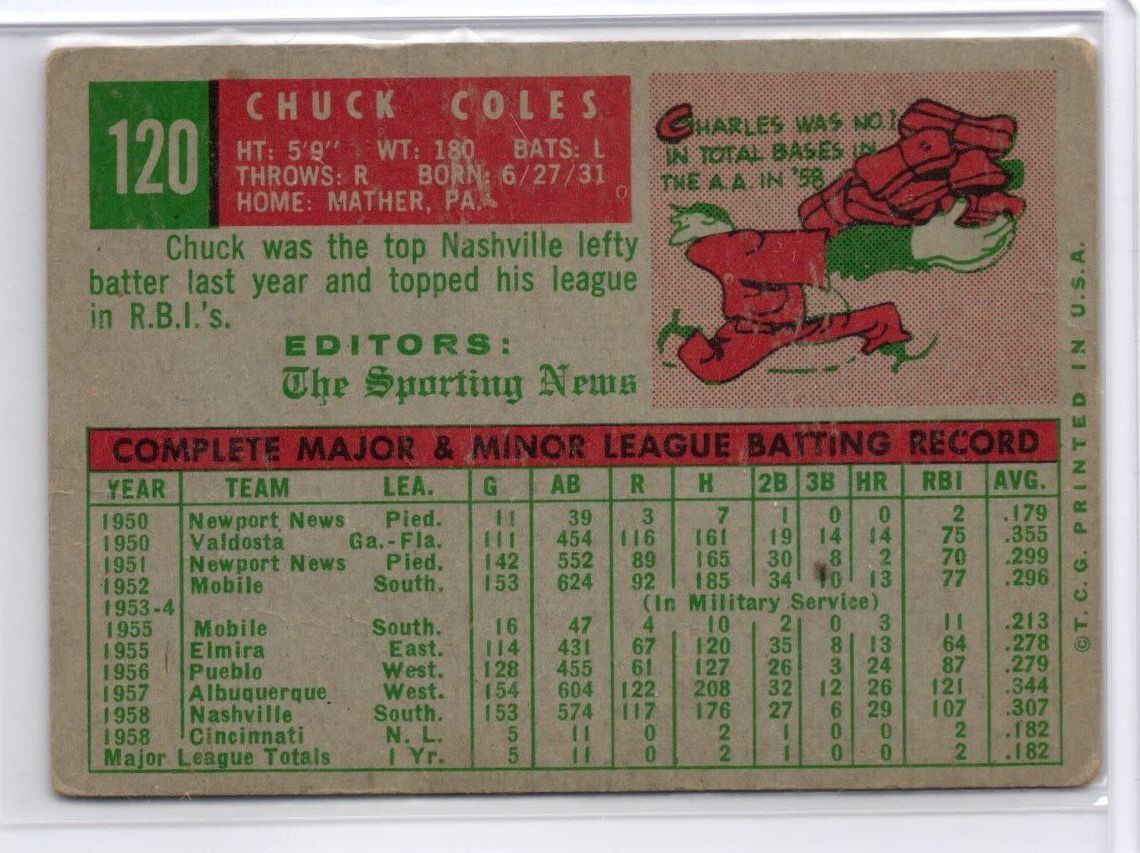 120
CHUCK COLES
HT: 5'9" WT: 180 BATS: L
THROWS: R BORN: 6/27/31
HOME: MATHER, PA.
CHARLES WAS NO. 1
IN TOTAL BASES IN
THE A.A. IN '58
Chuck was the top Nashville lefty
batter last year and topped his league
in R.B.I.'s.
EDITORS:
The Sporting News
COMPLETE MAJOR & MINOR LEAGUE BATTING RECORD
YEAR TEAM LEA. G AB R H 2B 3B HR RBI AVG.
1950 Newport News Pied. 11 39 3 7 1 0 0 2 .179
1950 Valdosta Ga.-Fla. 111 454 116 161 19 14 14 75 .355
1951 Newport News Pied. 142 552 89 165 30 8 2 70 .299
1952 Mobile South. 153 624 92 185 34 10 13 77 .296
1953-4 (In Military Service)
1955 Mobile South. 16 47 4 10 2 0 3 11 .213
1955 Elmira East. 114 431 67 120 35 8 13 64 .278
1956 Pueblo West. 128 455 61 127 26 3 24 87 .279
1957 Albuquerque West. 154 604 122 208 32 12 26 121 .344
1958 Nashville South. 153 574 117 176 27 6 29 107 .307
1958 Cincinnati N. L. 5 11 0 2 1 0 0 2 .182
Major League Totals 1 Yr. 5 11 0 2 1 0 0 2 .182
© T. C. G. PRINTED IN U.S.A.